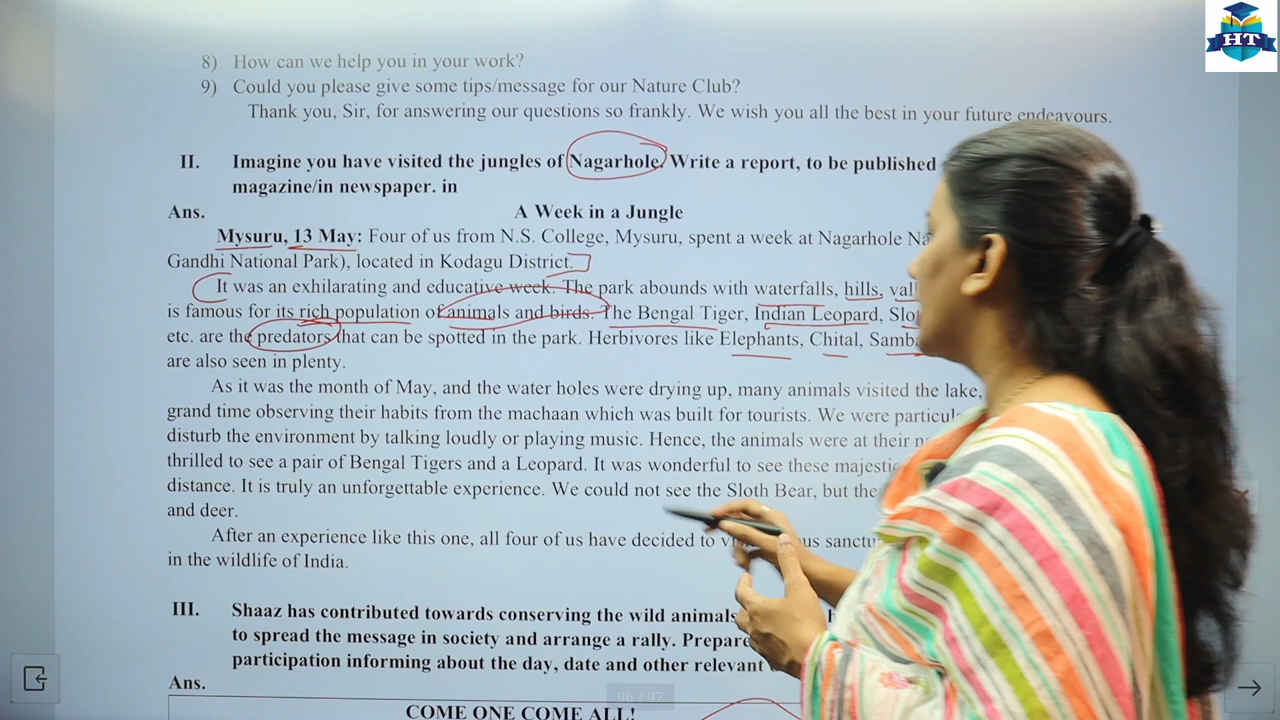 HT
8) How can we help you in your work?
9) Could you please give some tips/message for our Nature Club?
Thank you, Sir, for answering our questions so frankly. We wish you all the best in your future endeavours.
II. Imagine you have visited the jungles of Nagarhole. Write a report, to be published
magazine/in newspaper. in
Ans. A Week in a Jungle
Mysuru, 13 May: Four of us from N.S. College, Mysuru, spent a week at Nagarhole
Gandhi National Park), located in Kodagu District.
It was an exhilarating and educative week. The park abounds with waterfalls, hills,
is famous for its rich population of animals and birds. The Bengal Tiger, Indian Leopard,
etc. are the predators that can be spotted in the park. Herbivores like Elephants, Chital,
are also seen in plenty.
As it was the month of May, and the water holes were drying up, many animals visited the lake,
grand time observing their habits from the machaan which was built for tourists. We were
disturb the environment by talking loudly or playing music. Hence, the animals were at their
thrilled to see a pair of Bengal Tigers and a Leopard. It was wonderful to see these
distance. It is truly an unforgettable experience. We could not see the Sloth Bear, but the
and deer.
After an experience like this one, all four of us have decided to
in the wildlife of India.
III. Shaaz has contributed towards conserving the wild animals
to spread the message in society and arrange a rally. Prepare
participation informing about the day, date and other relevant
Ans.
96 / 97
COME ONE COME ALL!